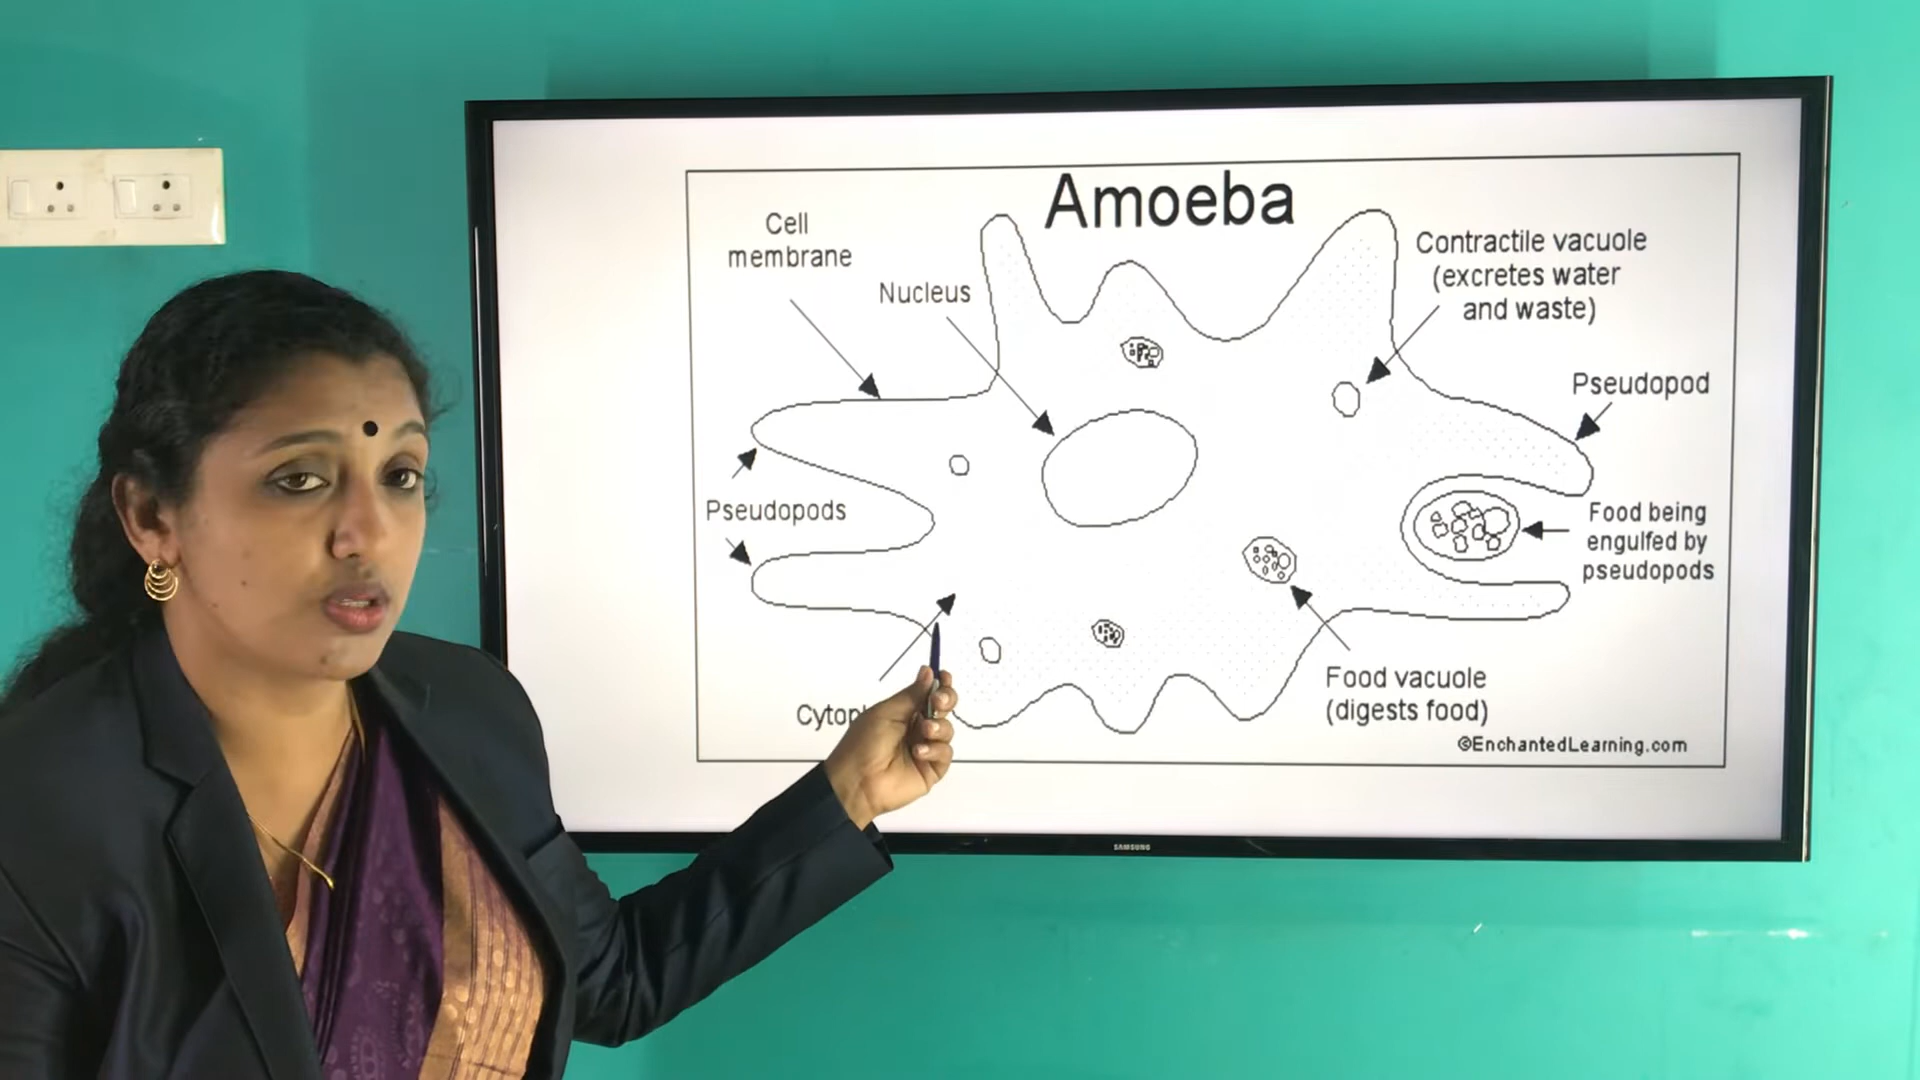 Amoeba
Cell
membrane
Nucleus
Contractile vacuole
(excretes water
and waste)
Pseudopod
Pseudopods
Food being
engulfed by
pseudopods
Food vacuole
(digests food)
©EnchantedLearning.com
SAMSUNG